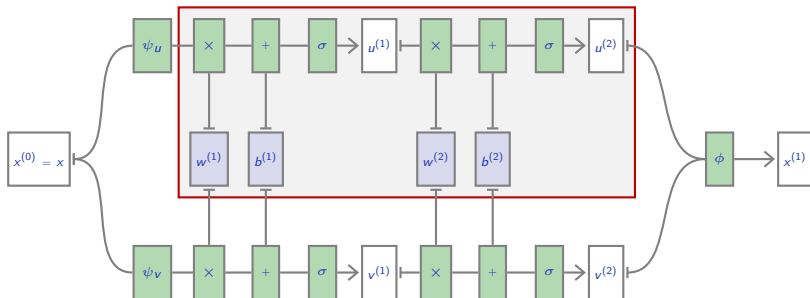 ψu × + σ u(1) × + σ u(2)
x(0) = x w(1) b(1) w(2) b(2) ϕ x(1)
ψv × + σ v(1) × + σ v(2)